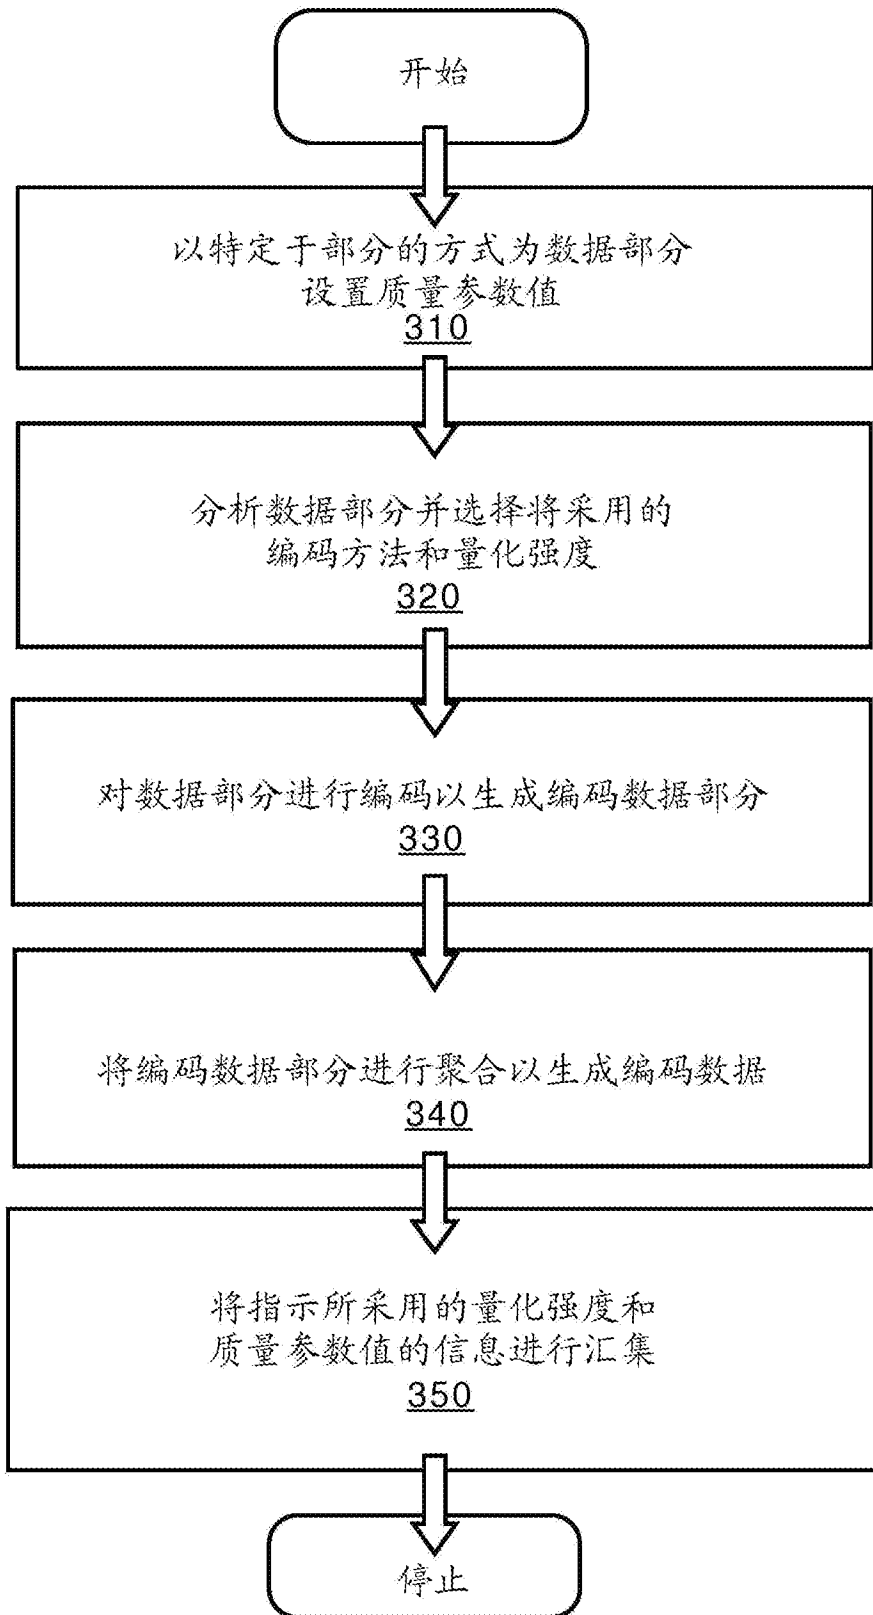 开始
以特定于部分的方式为数据部分
设置质量参数值
310
分析数据部分并选择将采用的
编码方法和量化强度
320
对数据部分进行编码以生成编码数据部分
330
将编码数据部分进行聚合以生成编码数据
340
将指示所采用的量化强度和
质量参数值的信息进行汇集
350
停止